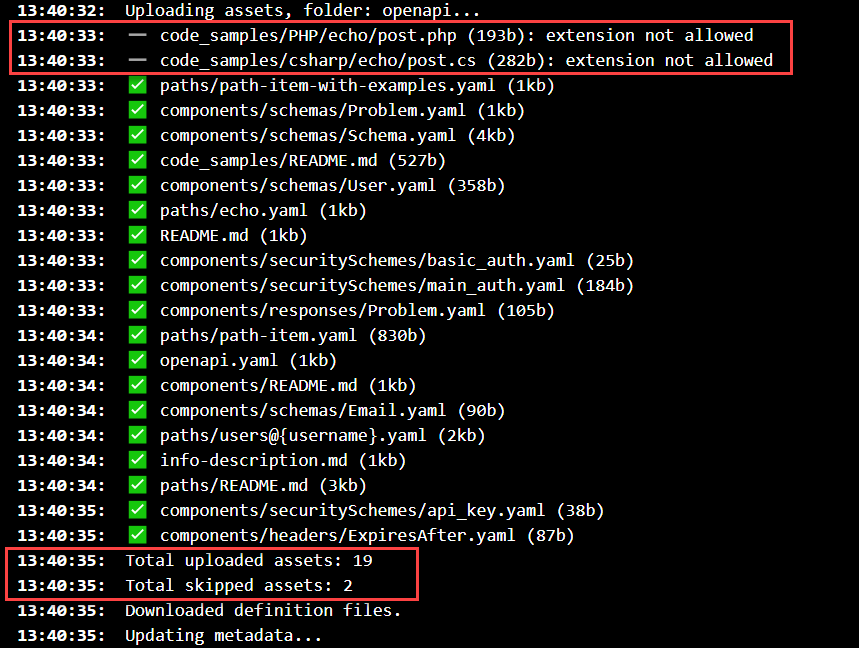 13:40:32: Uploading assets, folder: openapi...
13:40:33: — code_samples/PHP/echo/post.php (193b): extension not allowed
13:40:33: — code_samples/csharp/echo/post.cs (282b): extension not allowed
13:40:33: ✅ paths/path-item-with-examples.yaml (1kb)
13:40:33: ✅ components/schemas/Problem.yaml (1kb)
13:40:33: ✅ components/schemas/Schema.yaml (4kb)
13:40:33: ✅ code_samples/README.md (527b)
13:40:33: ✅ components/schemas/User.yaml (358b)
13:40:33: ✅ paths/echo.yaml (1kb)
13:40:33: ✅ README.md (1kb)
13:40:33: ✅ components/securitySchemes/basic_auth.yaml (25b)
13:40:33: ✅ components/securitySchemes/main_auth.yaml (184b)
13:40:33: ✅ components/responses/Problem.yaml (105b)
13:40:34: ✅ paths/path-item.yaml (830b)
13:40:34: ✅ openapi.yaml (1kb)
13:40:34: ✅ components/README.md (1kb)
13:40:34: ✅ components/schemas/Email.yaml (90b)
13:40:34: ✅ paths/users@{username}.yaml (2kb)
13:40:34: ✅ info-description.md (1kb)
13:40:34: ✅ paths/README.md (3kb)
13:40:35: ✅ components/securitySchemes/api_key.yaml (38b)
13:40:35: ✅ components/headers/ExpiresAfter.yaml (87b)
13:40:35: Total uploaded assets: 19
13:40:35: Total skipped assets: 2
13:40:35: Downloaded definition files.
13:40:35: Updating metadata...